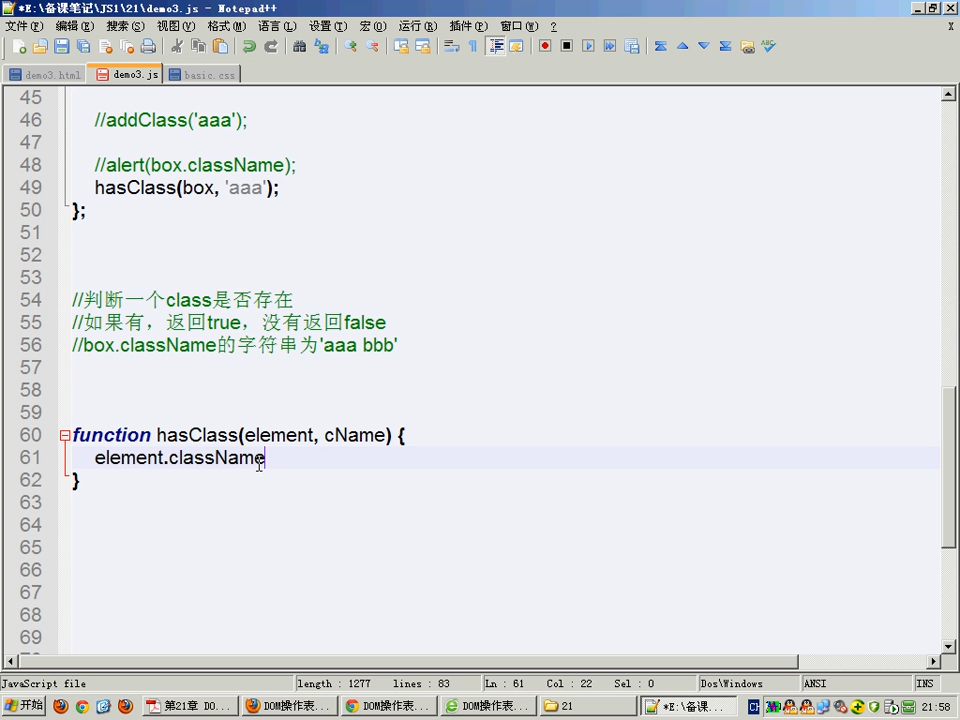 *E:\备课笔记\JS1\21\demo3.js - Notepad++
文件(F) 编辑(E) 搜索(S) 视图(V) 格式(M) 语言(L) 设置(T) 宏(O) 运行(R) 插件(P) 窗口(W) ? X
demo3.html demo3.js basic.css
45
46 //addClass('aaa');
47
48 //alert(box.className);
49 hasClass(box, 'aaa');
50 };
51
52
53
54 //判断一个class是否存在
55 //如果有，返回true，没有返回false
56 //box.className的字符串为'aaa bbb'
57
58
59
60 function hasClass(element, cName) {
61 element.className
62 }
63
64
65
66
67
68
69
JavaScript file length : 1277 lines : 83 Ln : 61 Col : 22 Sel : 0 Dos\Windows ANSI INS
开始 第21章 DO... DOM操作表... DOM操作表... DOM操作表... 21 *E:\备课... CH 21:58